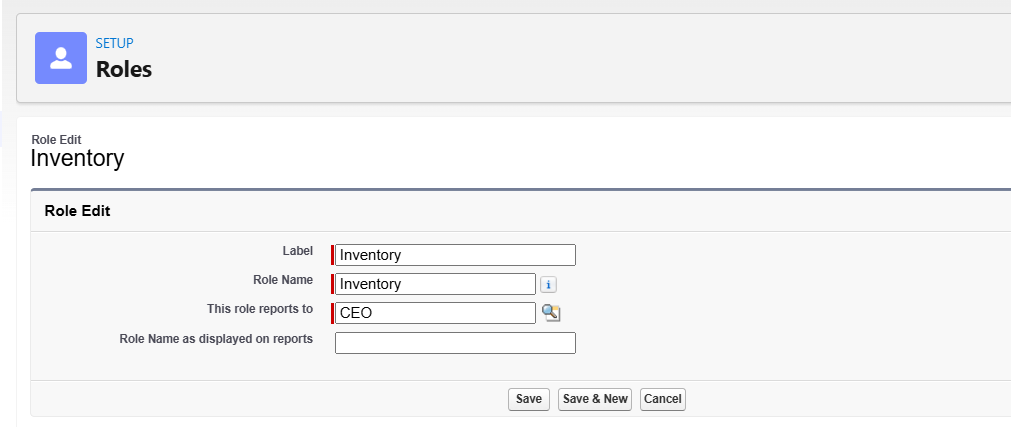 SETUP
Roles
Role Edit
Inventory
Role Edit
Label Inventory
Role Name Inventory i
This role reports to CEO
Role Name as displayed on reports
Save Save & New Cancel